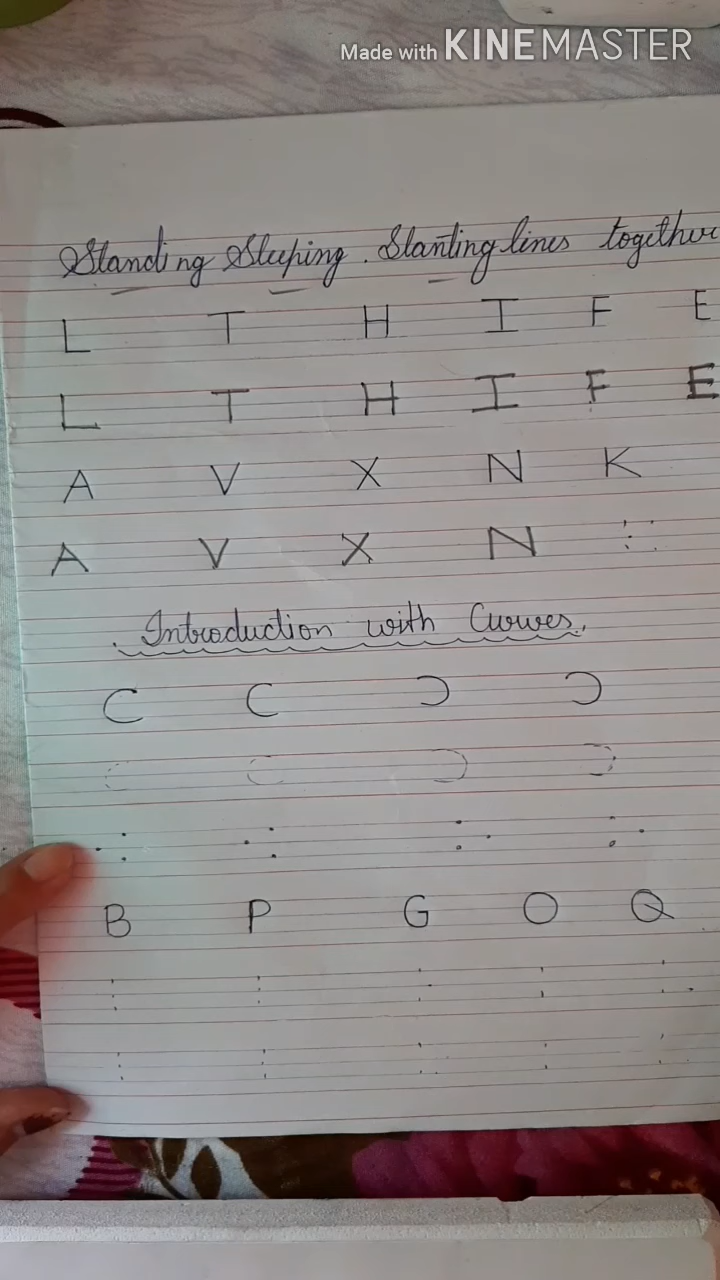 Made with KINEMASTER
Standing Sleeping . Slanting lines together
L T H I F E
L T H I F E
A V X N K
A V X N
. Introduction with Curves.
C C Ɔ Ɔ
C C Ɔ Ɔ
B P G O Q